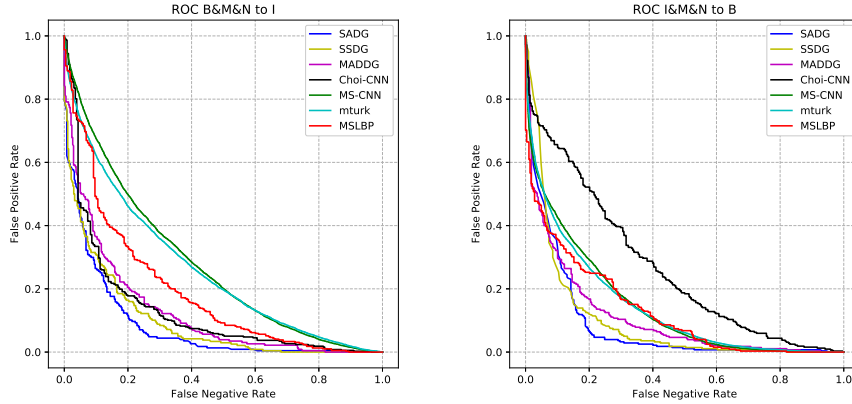 ROC B&M&N to I
1.0
0.8
0.6
0.4
0.2
0.0
False Positive Rate
SADG
SSDG
MADDG
Choi-CNN
MS-CNN
mturk
MSLBP
0.0 0.2 0.4 0.6 0.8 1.0
False Negative Rate
ROC I&M&N to B
1.0
0.8
0.6
0.4
0.2
0.0
False Positive Rate
SADG
SSDG
MADDG
Choi-CNN
MS-CNN
mturk
MSLBP
0.0 0.2 0.4 0.6 0.8 1.0
False Negative Rate